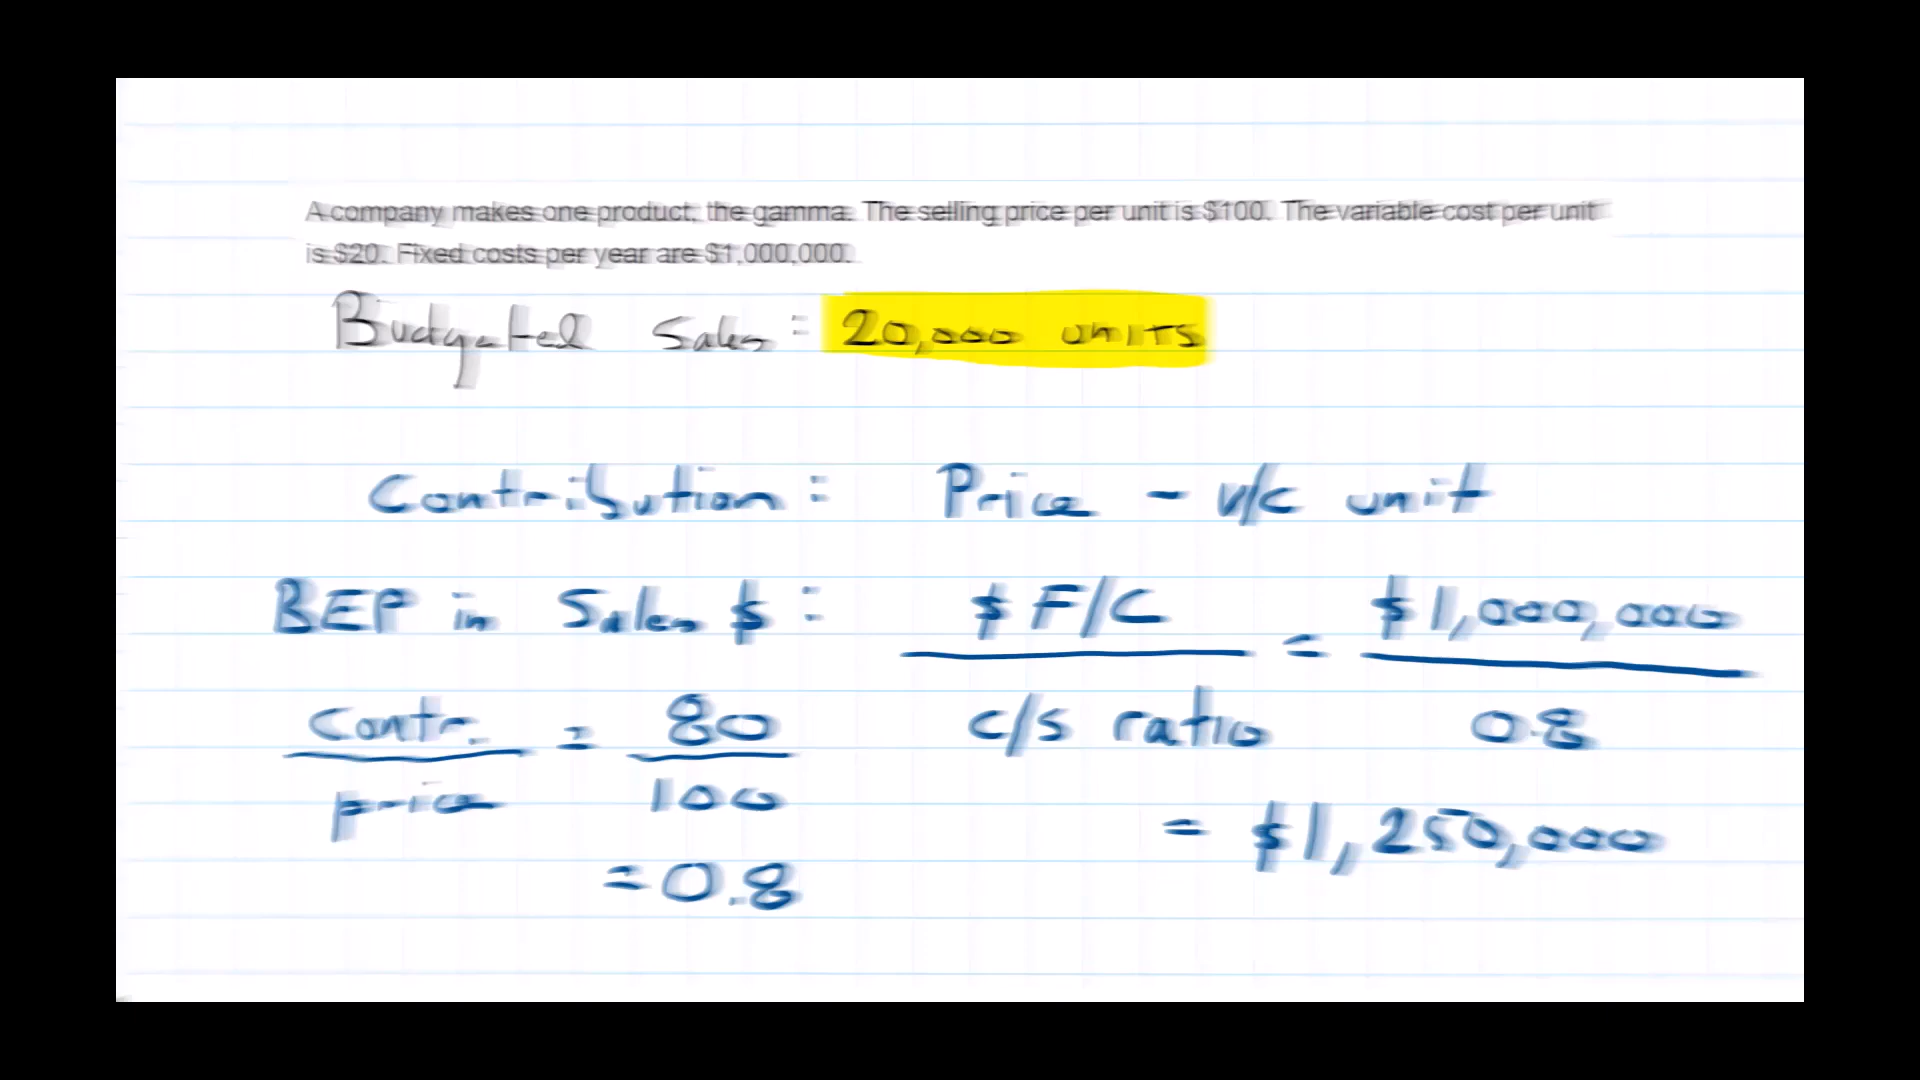 A company makes one product, the gamma. The selling price per unit is $100. The variable cost per unit
is $20. Fixed costs per year are $1,000,000.
Budgeted Sales = 20,000 units
Contribution = Price - v/c unit
BEP in Sales $ = $ F/C / c/s ratio = $1,000,000 / 0.8
= $1,250,000
Contr. / price = 80 / 100
= 0.8